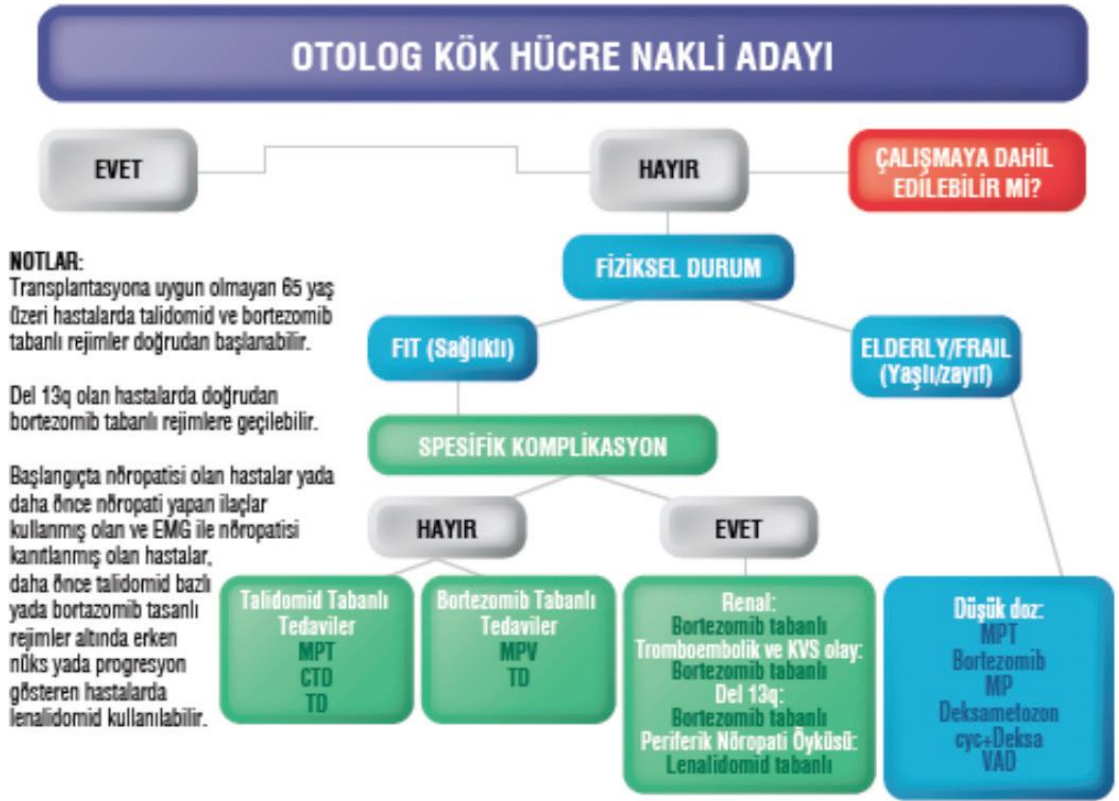 OTOLOG KÖK HÜCRE NAKLİ ADAYI
EVET
HAYIR
ÇALIŞMAYA DAHİL
EDİLEBİLİR Mİ?
FİZİKSEL DURUM
NOTLAR:
Transplantasyona uygun olmayan 65 yaş
üzeri hastalarda talidomid ve bortezomib
tabanlı rejimler doğrudan başlanabilir.
Del 13q olan hastalarda doğrudan
bortezomib tabanlı rejimlere geçilebilir.
Başlangıçta nöropatisi olan hastalar yada
daha önce nöropati yapan ilaçlar
kullanmış olan ve EMG ile nöropatisi
kanıtlanmış olan hastalar,
daha önce talidomid bazlı
yada bortazomib tasanlı
rejimler altında erken
nüks yada progresyon
gösteren hastalarda
lenalidomid kullanılabilir.
FIT (Sağlıklı)
ELDERLY/FRAIL
(Yaşlı/zayıf)
SPESİFİK KOMPLİKASYON
HAYIR
EVET
Talidomid Tabanlı
Tedaviler
MPT
CTD
TD
Bortezomib Tabanlı
Tedaviler
MPV
TD
Renal:
Bortezomib tabanlı
Tromboembolik ve KVS olay:
Bortezomib tabanlı
Del 13q:
Bortezomib tabanlı
Periferik Nöropati Öyküsü:
Lenalidomid tabanlı
Düşük doz:
MPT
Bortezomib
MP
Deksametozon
cyc+Deksa
VAD